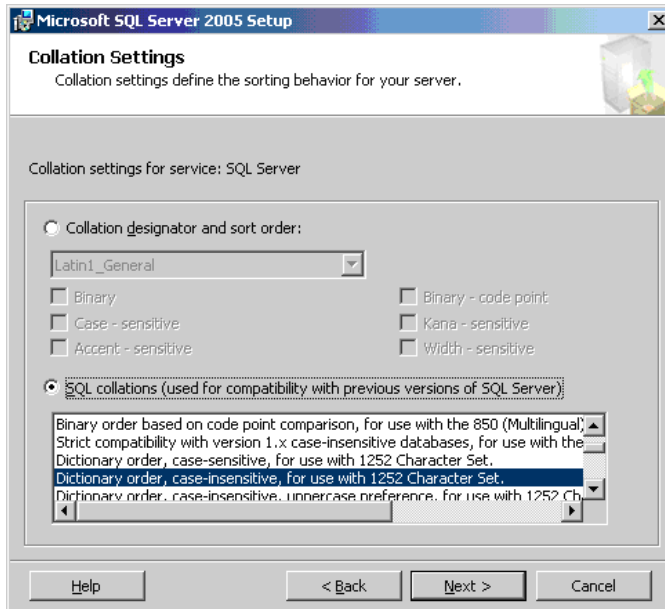 Microsoft SQL Server 2005 Setup
Collation Settings
Collation settings define the sorting behavior for your server.
Collation settings for service: SQL Server
Collation designator and sort order:
Latin1_General
Binary
Binary - code point
Case - sensitive
Kana - sensitive
Accent - sensitive
Width - sensitive
SQL collations (used for compatibility with previous versions of SQL Server)
Binary order based on code point comparison, for use with the 850 (Multilingual)
Strict compatibility with version 1.x case-insensitive databases, for use with the
Dictionary order, case-sensitive, for use with 1252 Character Set.
Dictionary order, case-insensitive, for use with 1252 Character Set.
Dictionary order, case-insensitive, uppercase preference, for use with 1252 Ch
Help
< Back
Next >
Cancel